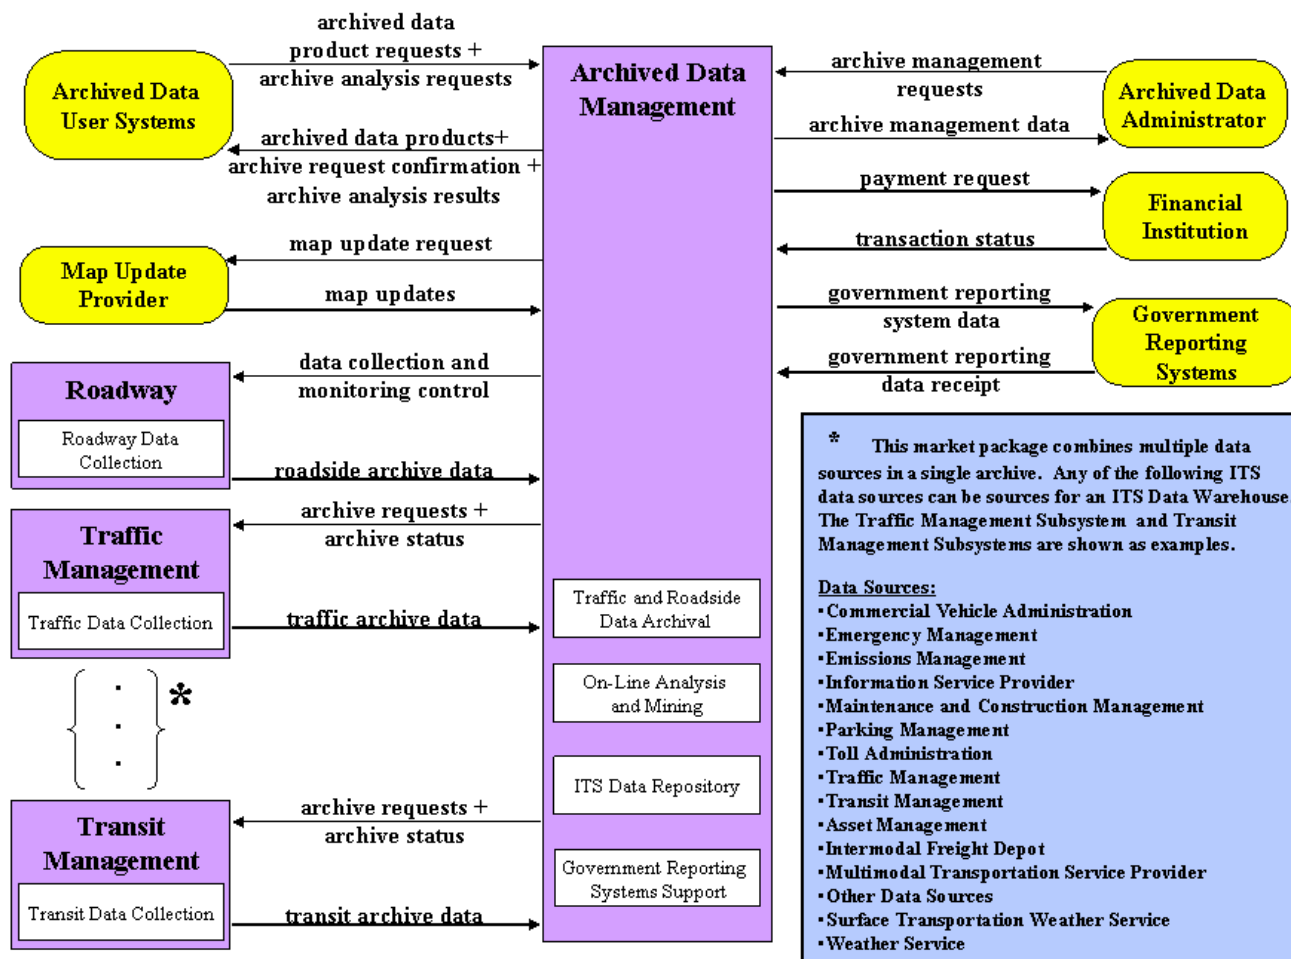 archived data
product requests +
archive analysis requests
Archived Data
User Systems
archived data products+
archive request confirmation +
archive analysis results
map update request
Map Update
Provider
map updates
data collection and
monitoring control
Roadway
Roadway Data
Collection
roadside archive data
archive requests +
archive status
Traffic
Management
Traffic Data Collection
traffic archive data
*
archive requests +
archive status
Transit
Management
Transit Data Collection
transit archive data
Archived Data
Management
Traffic and Roadside
Data Archival
On-Line Analysis
and Mining
ITS Data Repository
Government Reporting
Systems Support
archive management
requests
Archived Data
Administrator
archive management data
payment request
Financial
Institution
transaction status
government reporting
system data
Government
Reporting
Systems
government reporting
data receipt
* This market package combines multiple data
sources in a single archive. Any of the following ITS
data sources can be sources for an ITS Data Warehouse.
The Traffic Management Subsystem and Transit
Management Subsystems are shown as examples.
Data Sources:
•Commercial Vehicle Administration
•Emergency Management
•Emissions Management
•Information Service Provider
•Maintenance and Construction Management
•Parking Management
•Toll Administration
•Traffic Management
•Transit Management
•Asset Management
•Intermodal Freight Depot
•Multimodal Transportation Service Provider
•Other Data Sources
•Surface Transportation Weather Service
•Weather Service